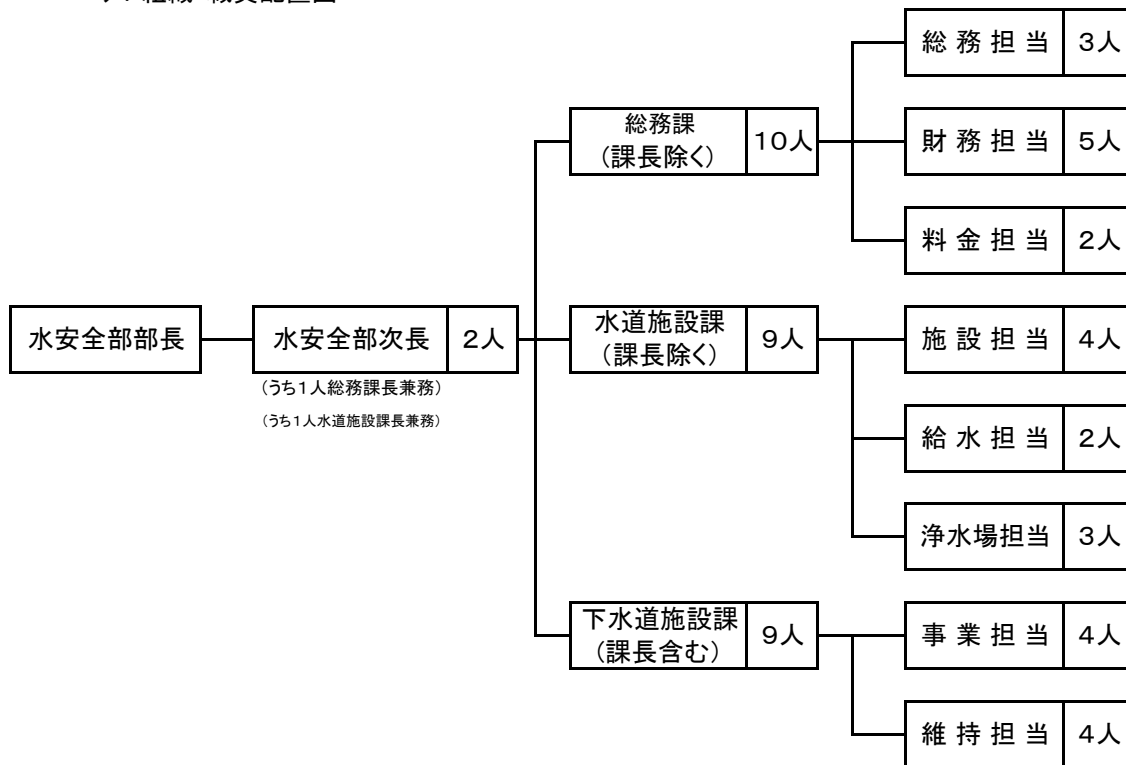 総務担当 3人
総務課
(課長除く) 10人
財務担当 5人
料金担当 2人
水安全部部長
水安全部次長 2人
(うち1人総務課長兼務)
(うち1人水道施設課長兼務)
水道施設課
(課長除く) 9人
施設担当 4人
給水担当 2人
浄水場担当 3人
下水道施設課
(課長含む) 9人
事業担当 4人
維持担当 4人